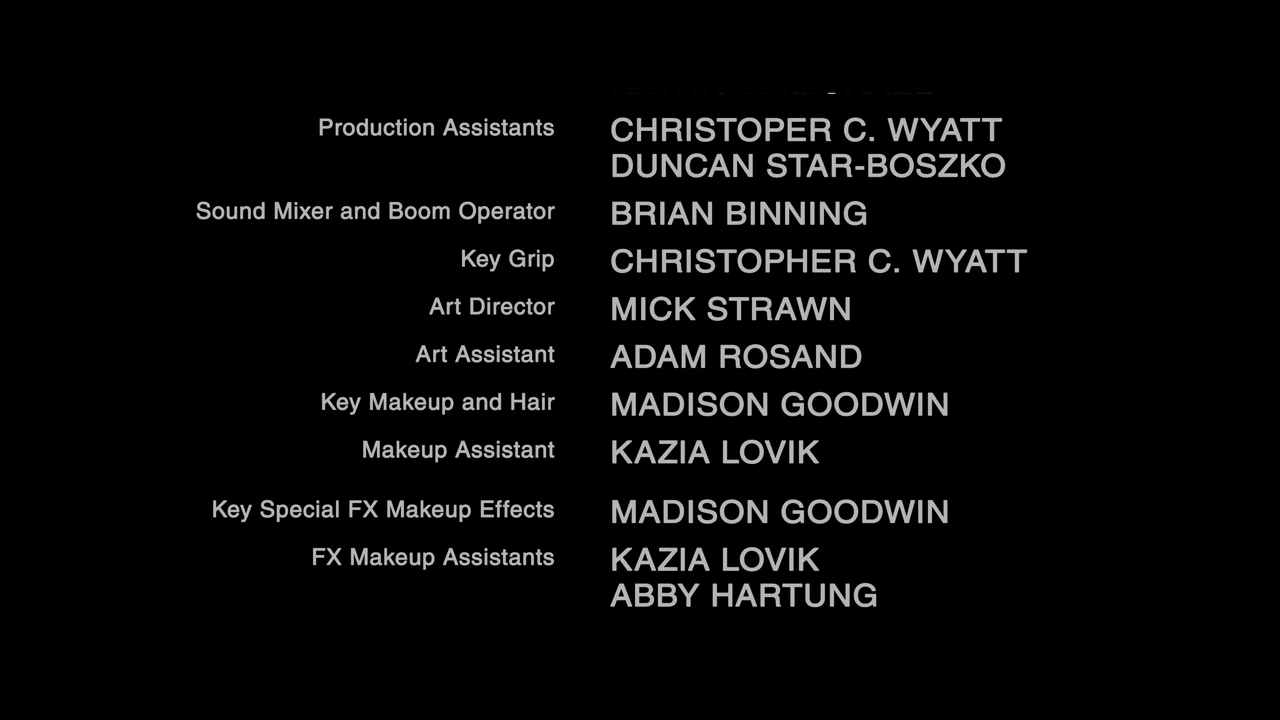 Production Assistants CHRISTOPER C. WYATT
DUNCAN STAR-BOSZKO
Sound Mixer and Boom Operator BRIAN BINNING
Key Grip CHRISTOPHER C. WYATT
Art Director MICK STRAWN
Art Assistant ADAM ROSAND
Key Makeup and Hair MADISON GOODWIN
Makeup Assistant KAZIA LOVIK
Key Special FX Makeup Effects MADISON GOODWIN
FX Makeup Assistants KAZIA LOVIK
ABBY HARTUNG